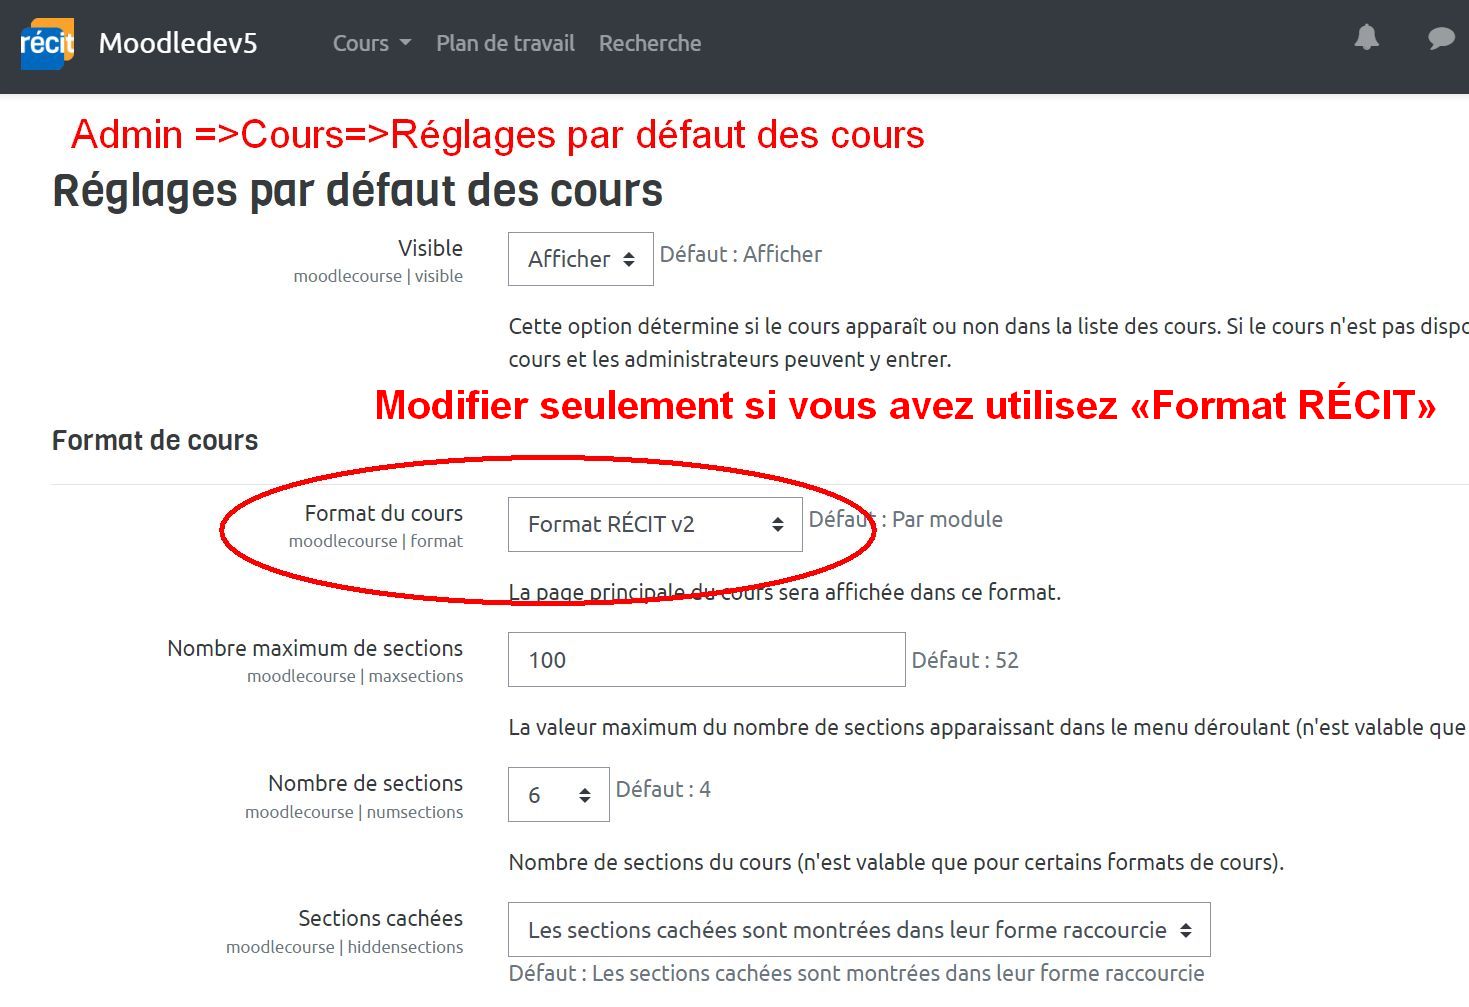 récit Moodledev5 Cours Plan de travail Recherche
Admin =>Cours=>Réglages par défaut des cours
Réglages par défaut des cours
Visible Afficher Défaut : Afficher
moodlecourse | visible
Cette option détermine si le cours apparaît ou non dans la liste des cours. Si le cours n'est pas
cours et les administrateurs peuvent y entrer.
Modifier seulement si vous avez utilisez «Format RÉCIT»
Format de cours
Format du cours Format RÉCIT v2 Défaut : Par module
moodlecourse | format
La page principale du cours sera affichée dans ce format.
Nombre maximum de sections 100 Défaut : 52
moodlecourse | maxsections
La valeur maximum du nombre de sections apparaissant dans le menu déroulant (n'est valable que
Nombre de sections 6 Défaut : 4
moodlecourse | numsections
Nombre de sections du cours (n'est valable que pour certains formats de cours).
Sections cachées Les sections cachées sont montrées dans leur forme raccourcie
moodlecourse | hiddensections
Défaut : Les sections cachées sont montrées dans leur forme raccourcie